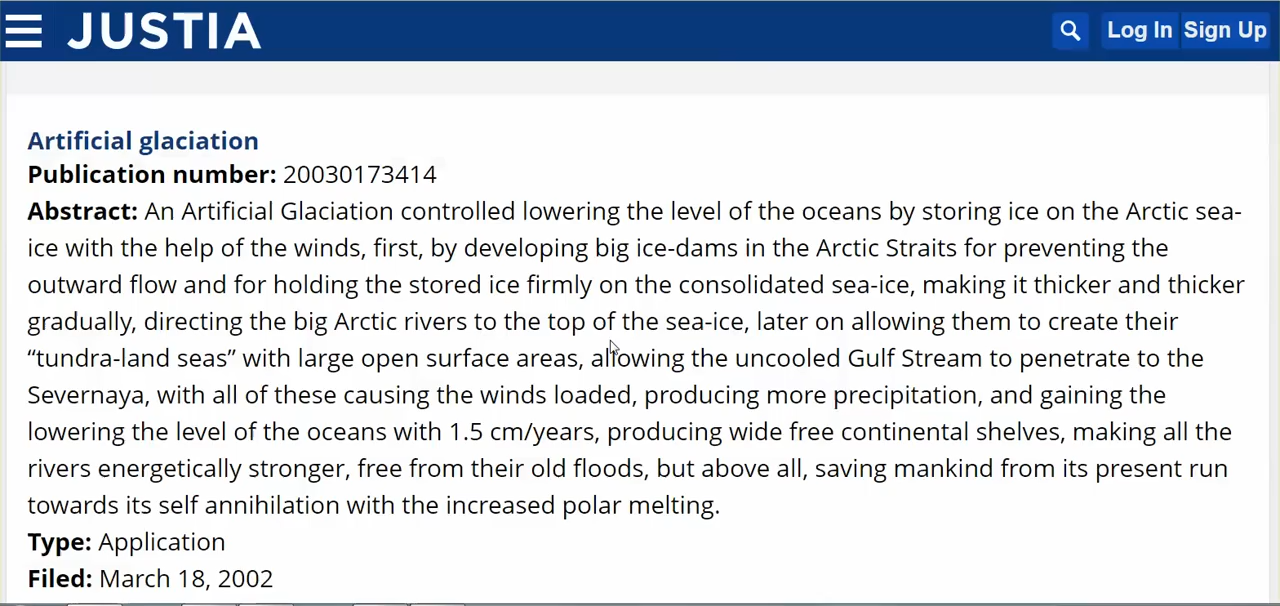 JUSTIA
Log In
Sign Up
Artificial glaciation
Publication number: 20030173414
Abstract: An Artificial Glaciation controlled lowering the level of the oceans by storing ice on the Arctic sea-
ice with the help of the winds, first, by developing big ice-dams in the Arctic Straits for preventing the
outward flow and for holding the stored ice firmly on the consolidated sea-ice, making it thicker and thicker
gradually, directing the big Arctic rivers to the top of the sea-ice, later on allowing them to create their
“tundra-land seas” with large open surface areas, allowing the uncooled Gulf Stream to penetrate to the
Severnaya, with all of these causing the winds loaded, producing more precipitation, and gaining the
lowering the level of the oceans with 1.5 cm/years, producing wide free continental shelves, making all the
rivers energetically stronger, free from their old floods, but above all, saving mankind from its present run
towards its self annihilation with the increased polar melting.
Type: Application
Filed: March 18, 2002